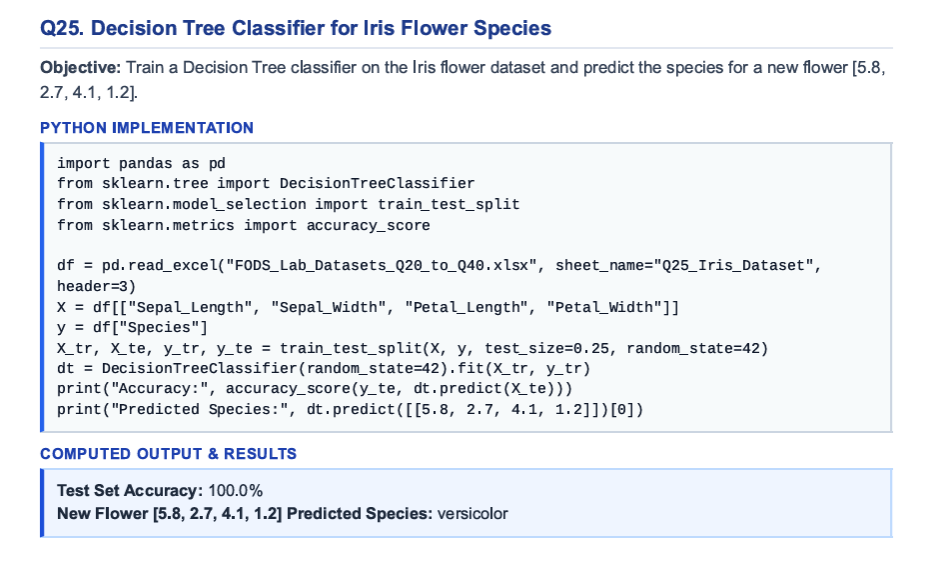 Q25. Decision Tree Classifier for Iris Flower Species
Objective: Train a Decision Tree classifier on the Iris flower dataset and predict the species for a new flower [5.8,
2.7, 4.1, 1.2].
PYTHON IMPLEMENTATION
import pandas as pd
from sklearn.tree import DecisionTreeClassifier
from sklearn.model_selection import train_test_split
from sklearn.metrics import accuracy_score

df = pd.read_excel("FODS_Lab_Datasets_Q20_to_Q40.xlsx", sheet_name="Q25_Iris_Dataset",
header=3)
X = df[["Sepal_Length", "Sepal_Width", "Petal_Length", "Petal_Width"]]
y = df["Species"]
X_tr, X_te, y_tr, y_te = train_test_split(X, y, test_size=0.25, random_state=42)
dt = DecisionTreeClassifier(random_state=42).fit(X_tr, y_tr)
print("Accuracy:", accuracy_score(y_te, dt.predict(X_te)))
print("Predicted Species:", dt.predict([[5.8, 2.7, 4.1, 1.2]])[0])
COMPUTED OUTPUT & RESULTS
Test Set Accuracy: 100.0%
New Flower [5.8, 2.7, 4.1, 1.2] Predicted Species: versicolor